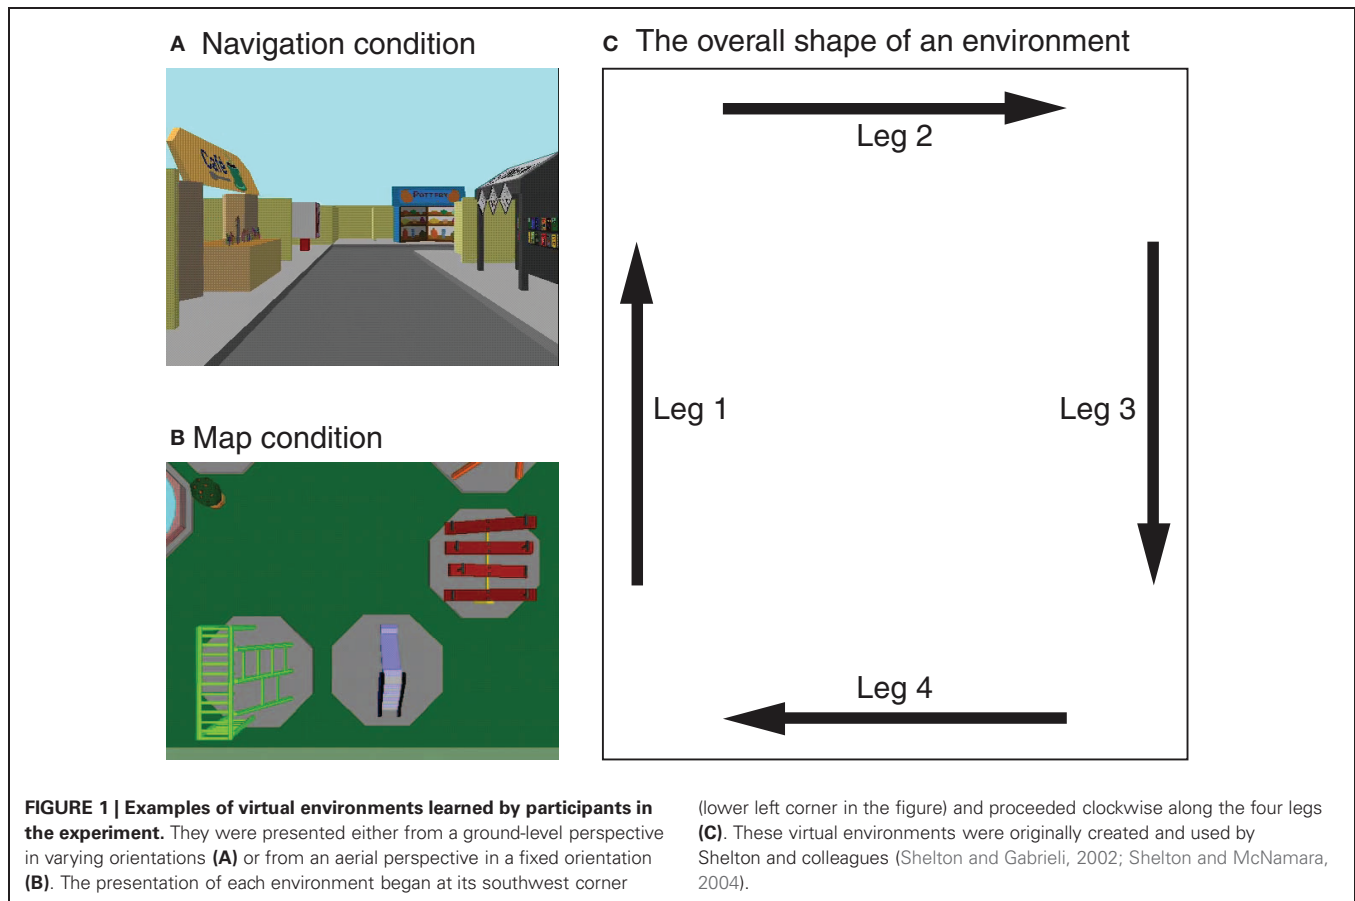 A Navigation condition
Café
POTTERY
B Map condition
C The overall shape of an environment
Leg 2
Leg 1
Leg 3
Leg 4
FIGURE 1 | Examples of virtual environments learned by participants in
the experiment. They were presented either from a ground-level perspective
in varying orientations (A) or from an aerial perspective in a fixed orientation
(B). The presentation of each environment began at its southwest corner
(lower left corner in the figure) and proceeded clockwise along the four legs
(C). These virtual environments were originally created and used by
Shelton and colleagues (Shelton and Gabrieli, 2002; Shelton and McNamara,
2004).